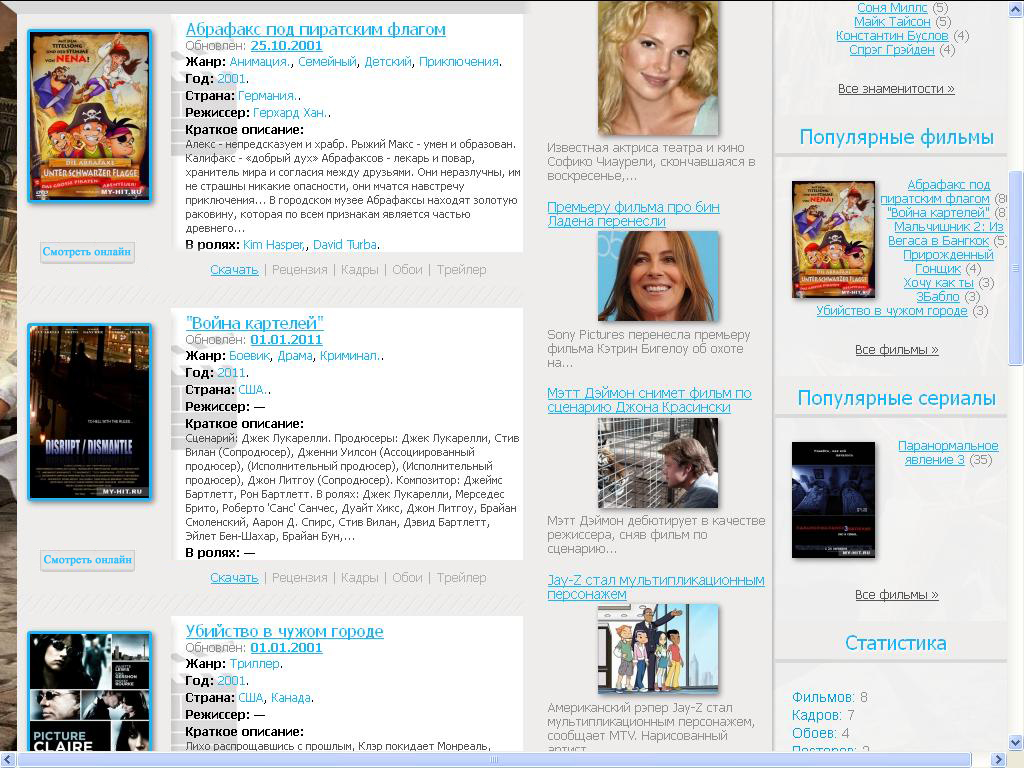 Абрафакс под пиратским флагом
Обновлен: 25.10.2001
Жанр: Анимация., Семейный, Детский, Приключения.
Год: 2001.
Страна: Германия..
Режиссер: Герхард Хан..
Краткое описание:
Алекс - непредсказуем и храбр. Рыжий Макс - умен и образован.
Калифакс - «добрый дух» Абрафаксов - лекарь и повар,
хранитель мира и согласия между друзьями. Они неразлучны, им
не страшны никакие опасности, они мчатся навстречу
приключения... В городском музее Абрафаксы находят золотую
раковину, которая по всем признакам является частью
древнего...
В ролях: Kim Hasper,, David Turba.
Смотреть онлайн
Скачать | Рецензия | Кадры | Обои | Трейлер
VON NENA!
DIE ABRAFAXE
UNTER SCHWARZER FLAGGE
MY-HIT.RU
"Война картелей"
Обновлен: 01.01.2011
Жанр: Боевик, Драма, Криминал..
Год: 2011.
Страна: США..
Режиссер: —
Краткое описание:
Сценарий: Джек Лукарелли. Продюсеры: Джек Лукарелли, Стив
Вилан (Сопродюсер), Дженни Уилсон (Ассоциированный
продюсер), (Исполнительный продюсер), (Исполнительный
продюсер), Джон Литгоу (Сопродюсер). Композитор: Джеймс
Бартлетт, Рон Бартлетт. В ролях: Джек Лукарелли, Мерседес
Брито, Роберто 'Санс' Санчес, Дуайт Хикс, Джон Литгоу, Брайан
Смоленский, Аарон Д. Спирс, Стив Вилан, Дэвид Бартлетт,
Эйлет Бен-Шахар, Брайан Бун,...
В ролях: —
Смотреть онлайн
Скачать | Рецензия | Кадры | Обои | Трейлер
DISRUPT / DISMANTLE
MY-HIT.RU
Убийство в чужом городе
Обновлен: 01.01.2001
Жанр: Триллер.
Год: 2001.
Страна: США, Канада.
Режиссер: —
Краткое описание:
Лихо распрощавшись с прошлым, Клэр покидает Монреаль,
PICTURE
CLAIRE
Известная актриса театра и кино
Софико Чиаурели, скончавшаяся в
воскресенье,...
Премьеру фильма про бин
Ладена перенесли
Sony Pictures перенесла премьеру
фильма Кэтрин Бигелоу об охоте
на...
Мэтт Дэймон снимет фильм по
сценарию Джона Красински
Мэтт Дэймон дебютирует в качестве
режиссера, сняв фильм по
сценарию...
Jay-Z стал мультипликационным
персонажем
Американский рэпер Jay-Z стал
мультипликационным персонажем,
сообщает MTV. Нарисованный
артист
Соня Миллс (5)
Майк Тайсон (5)
Константин Буслов (4)
Спрэг Грэйден (4)
Все знаменитости »
Популярные фильмы
Абрафакс под
пиратским флагом
"Война картелей" (8)
Мальчишник 2: Из
Вегаса в Бангкок (5)
Прирожденный
Гонщик (4)
Хочу как ты (3)
3Бабло (3)
Убийство в чужом городе (3)
UNTER SCHWARZER FLAGGE
MY-HIT.RU
Все фильмы »
Популярные сериалы
Паранормальное
явление 3 (35)
MY-HIT.RU
Все фильмы »
Статистика
Фильмов: 8
Кадров: 7
Обоев: 4
Постеров: 2